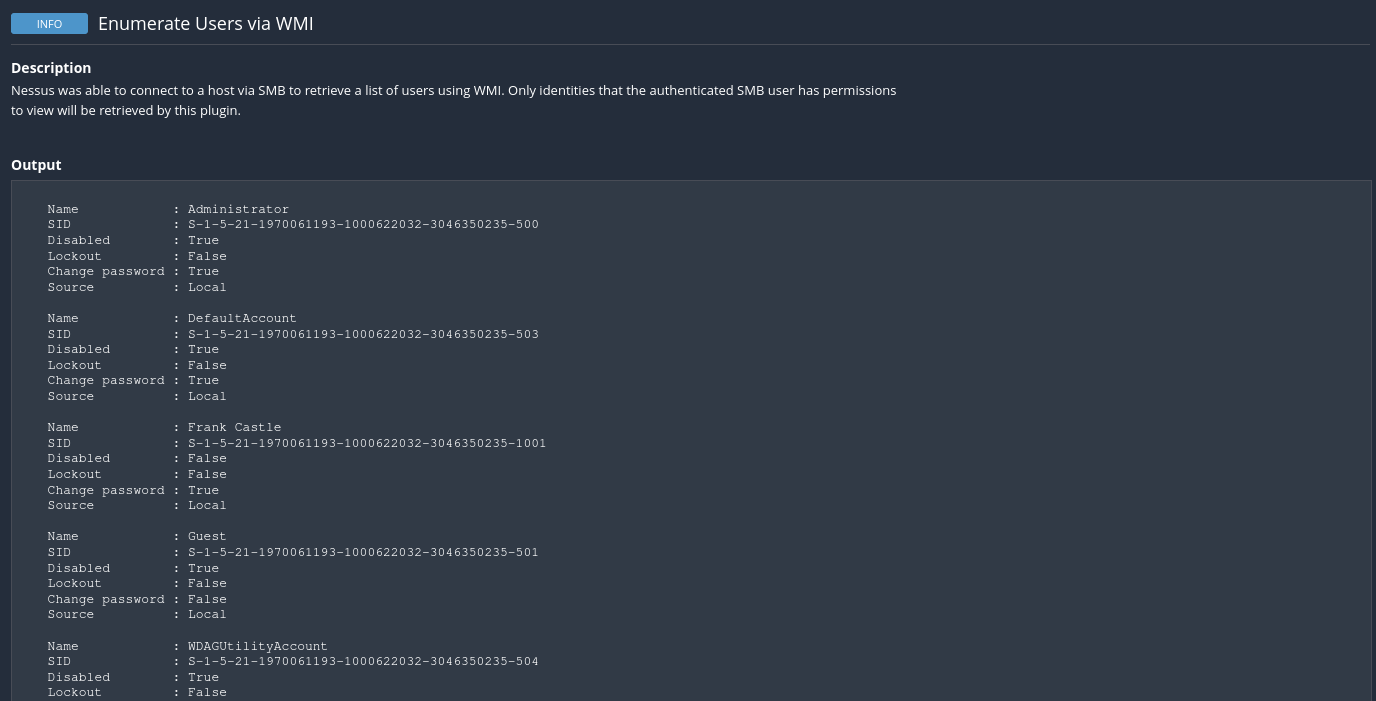 INFO Enumerate Users via WMI
Description
Nessus was able to connect to a host via SMB to retrieve a list of users using WMI. Only identities that the authenticated SMB user has permissions
to view will be retrieved by this plugin.
Output
Name : Administrator
SID : S-1-5-21-1970061193-1000622032-3046350235-500
Disabled : True
Lockout : False
Change password : True
Source : Local
Name : DefaultAccount
SID : S-1-5-21-1970061193-1000622032-3046350235-503
Disabled : True
Lockout : False
Change password : True
Source : Local
Name : Frank Castle
SID : S-1-5-21-1970061193-1000622032-3046350235-1001
Disabled : False
Lockout : False
Change password : True
Source : Local
Name : Guest
SID : S-1-5-21-1970061193-1000622032-3046350235-501
Disabled : True
Lockout : False
Change password : False
Source : Local
Name : WDAGUtilityAccount
SID : S-1-5-21-1970061193-1000622032-3046350235-504
Disabled : True
Lockout : False